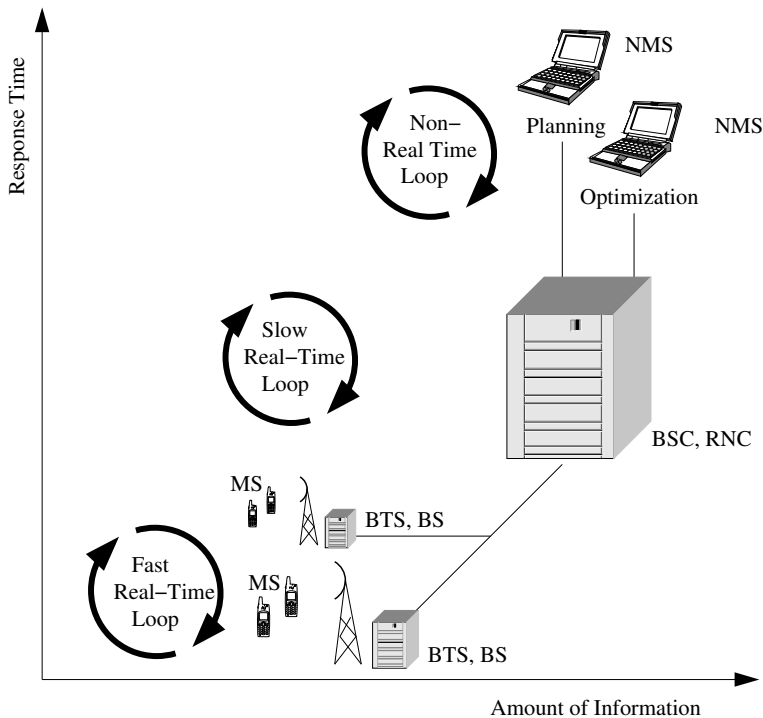 NMS
Response Time
Non−
Real Time
Loop
Planning
NMS
Optimization
Slow
Real−Time
Loop
BSC, RNC
MS
BTS, BS
Fast
Real−Time
Loop
MS
BTS, BS
Amount of Information